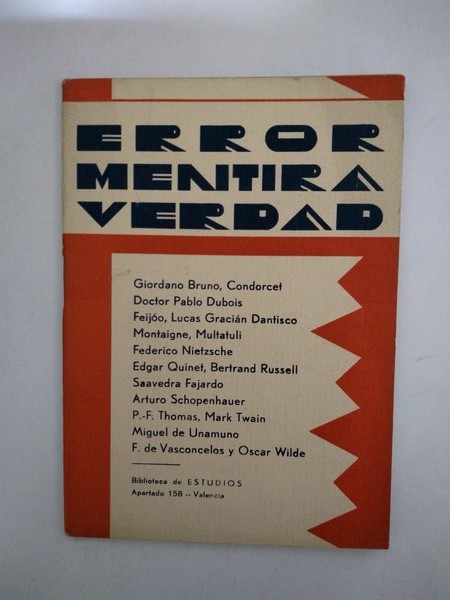 ERROR
MENTIRA
VERDAD
Giordano Bruno, Condorcet
Doctor Pablo Dubois
Feijóo, Lucas Gracián Dantisco
Montaigne, Multatuli
Federico Nietzsche
Edgar Quinet, Bertrand Russell
Saavedra Fajardo
Arturo Schopenhauer
P.-F. Thomas, Mark Twain
Miguel de Unamuno
F. de Vasconcelos y Oscar Wilde
Biblioteca de ESTUDIOS
Apartado 158 -- Valencia